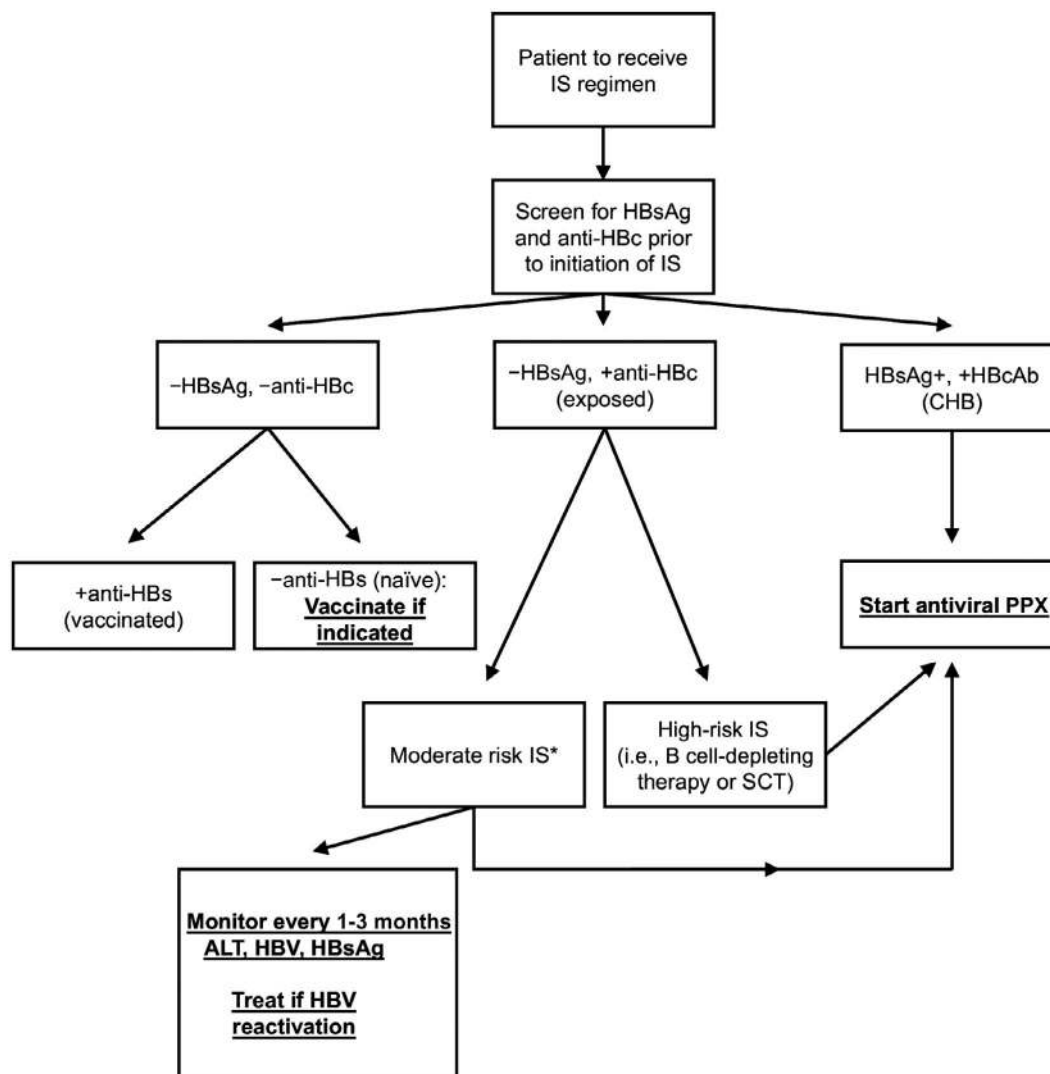 Patient to receive
IS regimen
Screen for HBsAg
and anti-HBc prior
to initiation of IS
−HBsAg, −anti-HBc
−HBsAg, +anti-HBc
(exposed)
HBsAg+, +HBcAb
(CHB)
+anti-HBs
(vaccinated)
−anti-HBs (naïve):
Vaccinate if
indicated
Start antiviral PPX
Moderate risk IS*
High-risk IS
(i.e., B cell-depleting
therapy or SCT)
Monitor every 1-3 months
ALT, HBV, HBsAg
Treat if HBV
reactivation